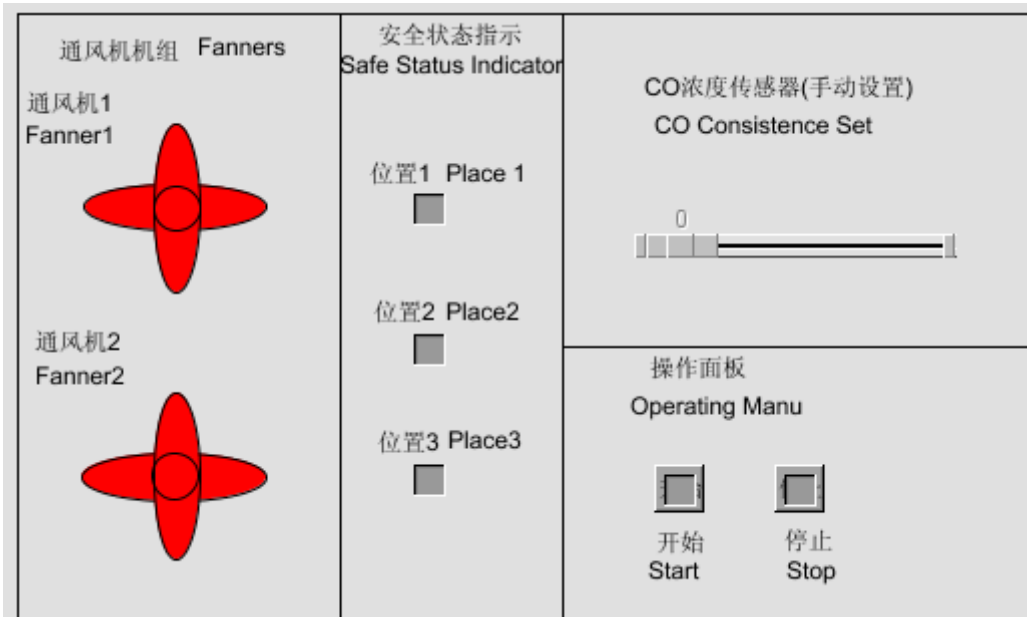 通风机机组 Fanners
通风机1
Fanner1
通风机2
Fanner2
安全状态指示
Safe Status Indicator
位置1 Place 1
位置2 Place2
位置3 Place3
CO浓度传感器(手动设置)
CO Consistence Set
0
操作面板
Operating Manu
开始
Start
停止
Stop